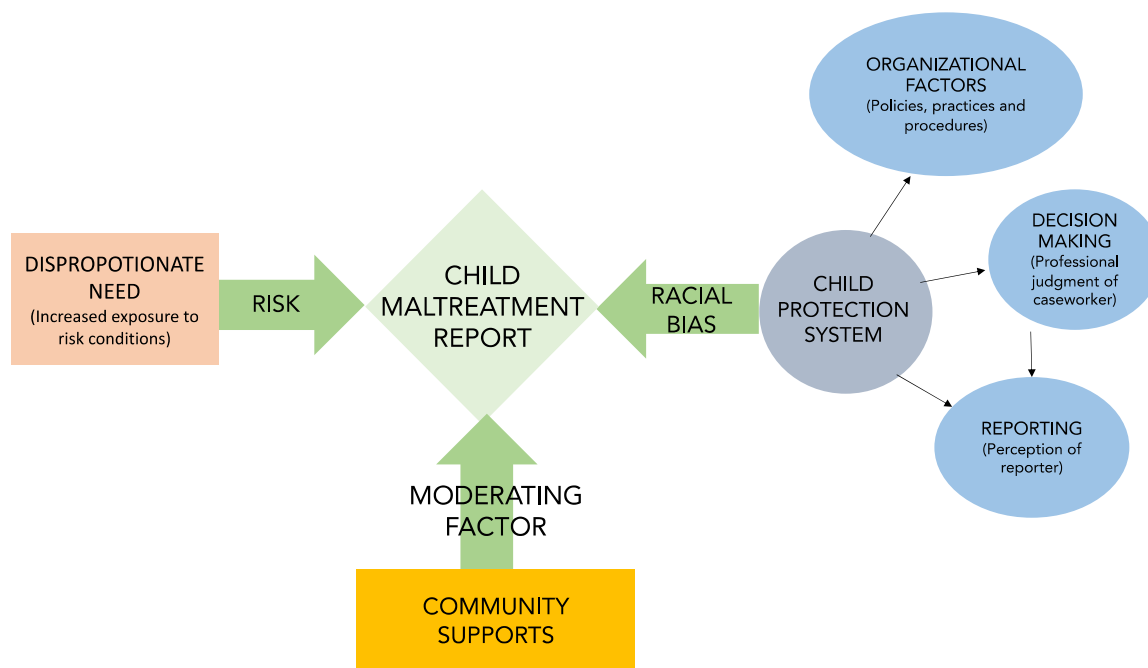 DISPROPOTIONATE
NEED
(Increased exposure to
risk conditions)
RISK
CHILD
MALTREATMENT
REPORT
RACIAL
BIAS
CHILD
PROTECTION
SYSTEM
ORGANIZATIONAL
FACTORS
(Policies, practices and
procedures)
DECISION
MAKING
(Professional
judgment of
caseworker)
REPORTING
(Perception of
reporter)
MODERATING
FACTOR
COMMUNITY
SUPPORTS